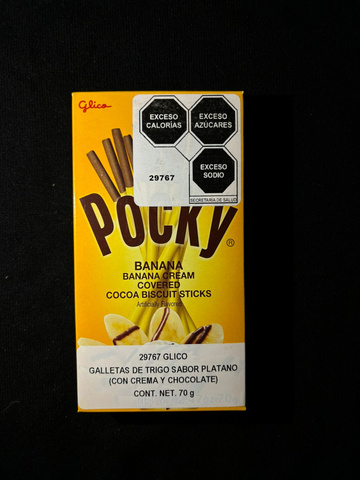 Glico
EXCESO
CALORÍAS
EXCESO
AZÚCARES
EXCESO
SODIO
29767
SECRETARÍA DE SALUD
Pocky®
BANANA
BANANA CREAM
COVERED
COCOA BISCUIT STICKS
Artificially Flavored
29767 GLICO
GALLETAS DE TRIGO SABOR PLATANO
(CON CREMA Y CHOCOLATE)
CONT. NET. 70 g